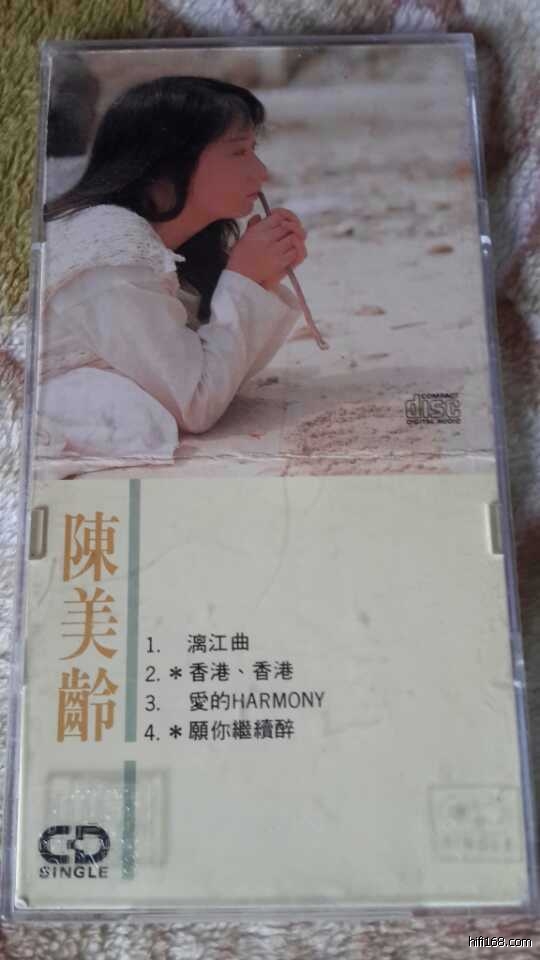 COMPACT
disc
DIGITAL AUDIO
陳美齡
1. 漓江曲
2.＊香港、香港
3. 愛的HARMONY
4.＊願你繼續醉
CD
SINGLE
SINGLE
hifi168.com